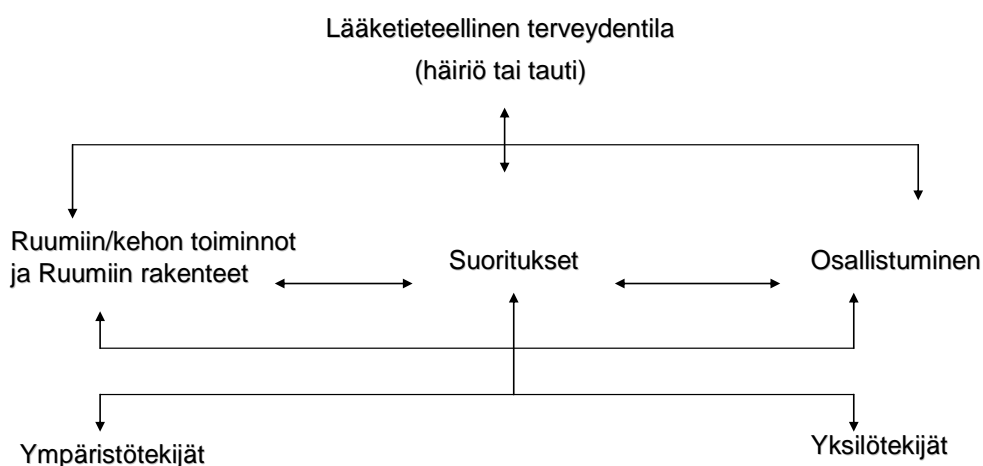 Lääketieteellinen terveydentila
(häiriö tai tauti)
Ruumiin/kehon toiminnot
ja Ruumiin rakenteet
Suoritukset
Osallistuminen
Ympäristötekijät
Yksilötekijät